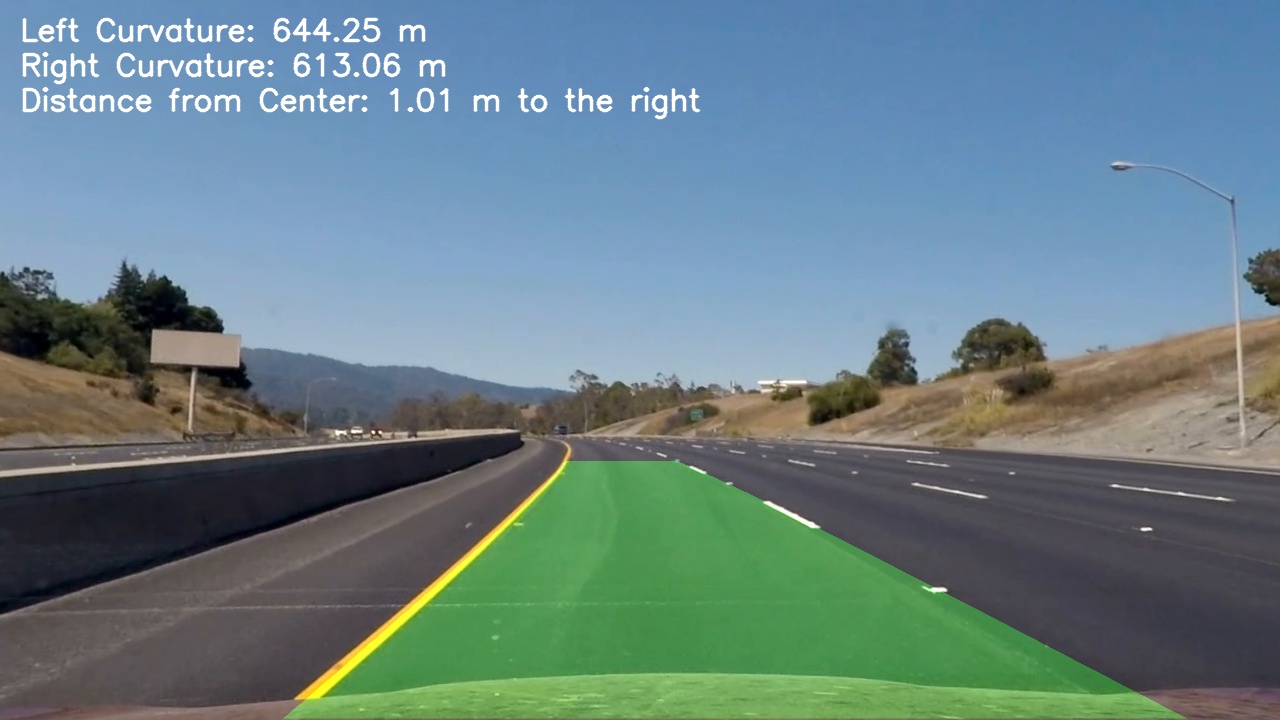 Left Curvature: 644.25 m
Right Curvature: 613.06 m
Distance from Center: 1.01 m to the right